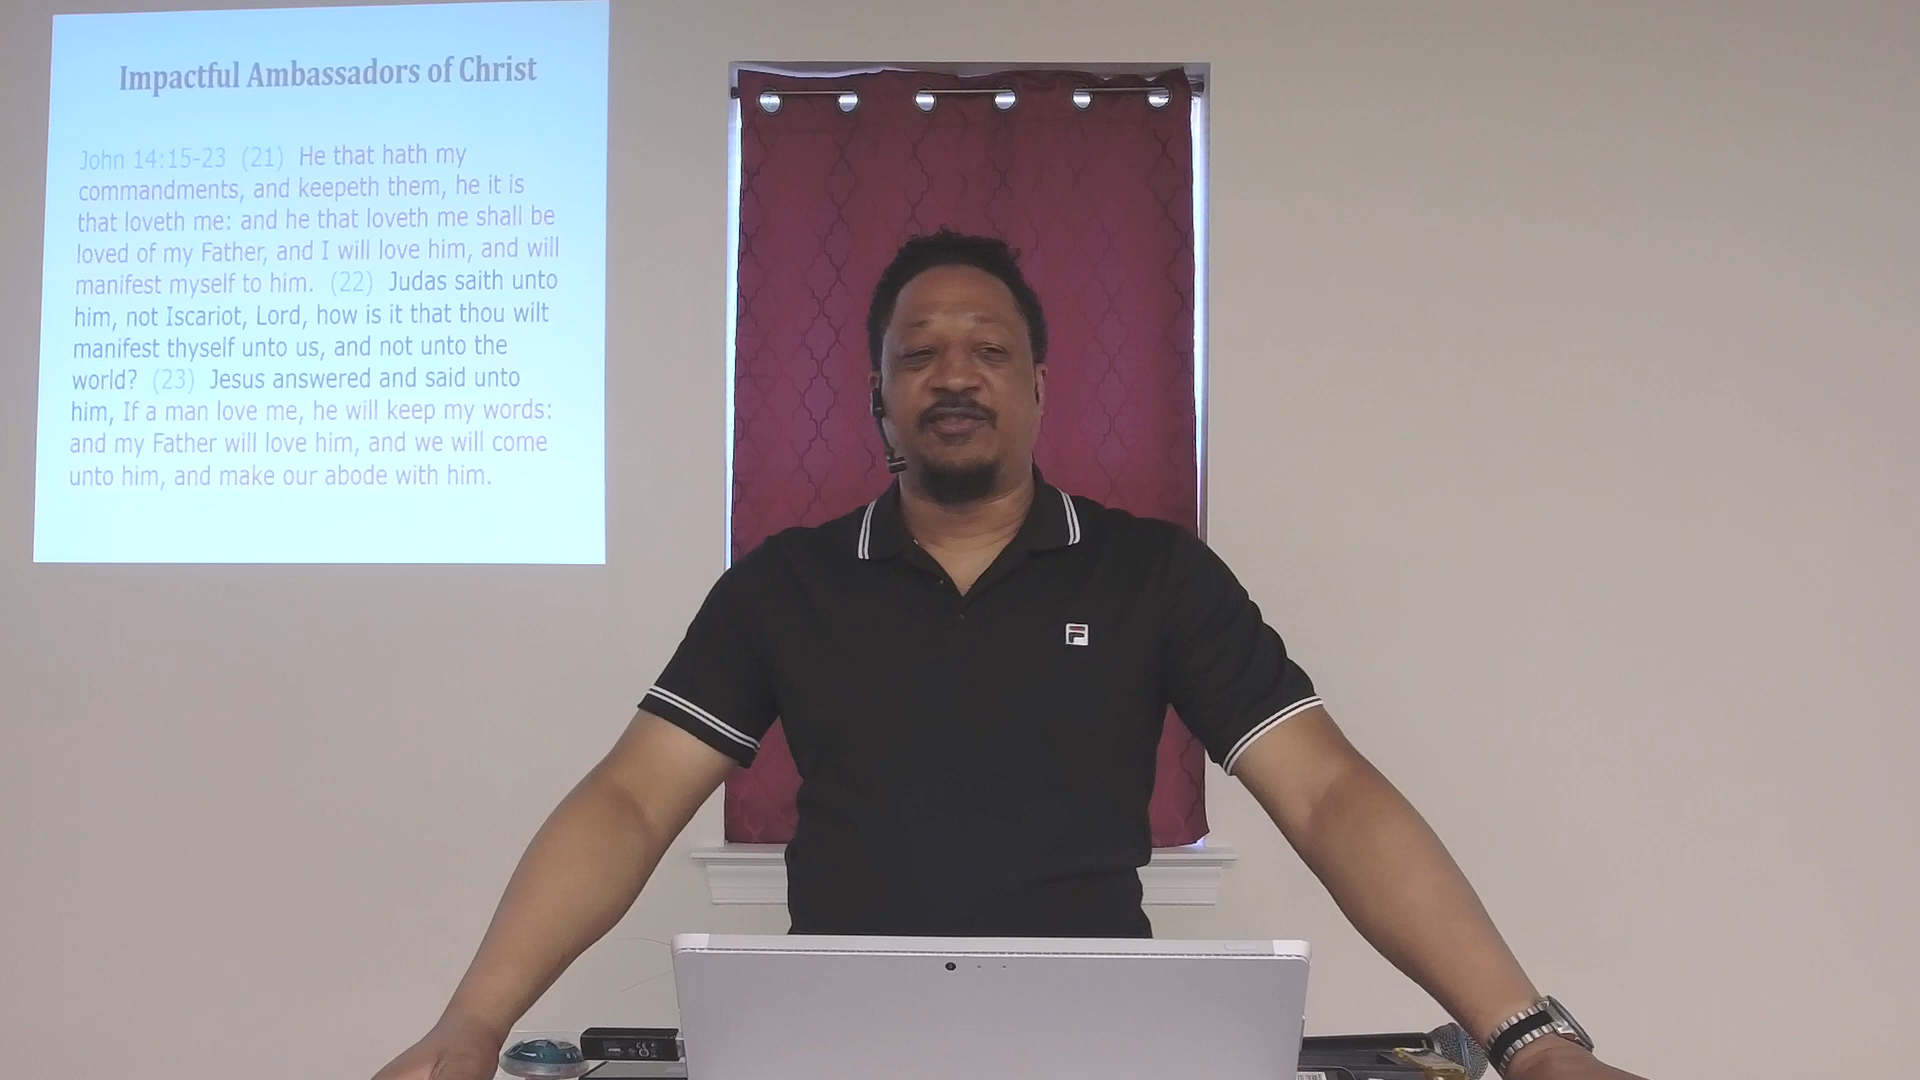 Impactful Ambassadors of Christ
John 14:15-23 (21) He that hath my
commandments, and keepeth them, he it is
that loveth me: and he that loveth me shall be
loved of my Father, and I will love him, and will
manifest myself to him. (22) Judas saith unto
him, not Iscariot, Lord, how is it that thou wilt
manifest thyself unto us, and not unto the
world? (23) Jesus answered and said unto
him, If a man love me, he will keep my words:
and my Father will love him, and we will come
unto him, and make our abode with him.
F